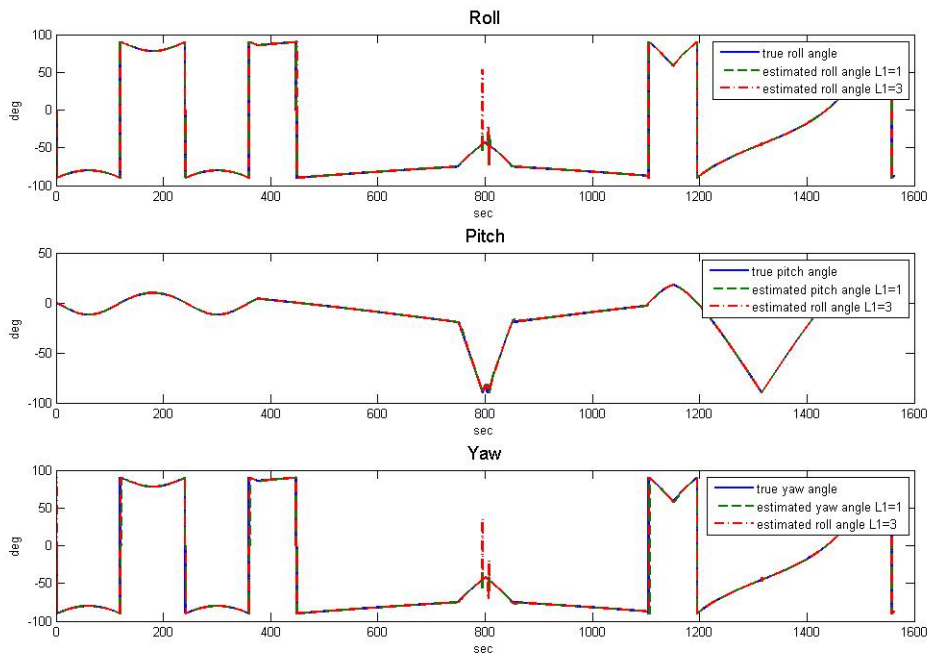 Roll
100
50
0
-50
-100
deg
true roll angle
estimated roll angle L1=1
estimated roll angle L1=3
0 200 400 600 800 1000 1200 1400 1600
sec
Pitch
50
0
-50
-100
deg
true pitch angle
estimated pitch angle L1=1
estimated roll angle L1=3
0 200 400 600 800 1000 1200 1400 1600
sec
Yaw
100
50
0
-50
-100
deg
true yaw angle
estimated yaw angle L1=1
estimated roll angle L1=3
0 200 400 600 800 1000 1200 1400 1600
sec